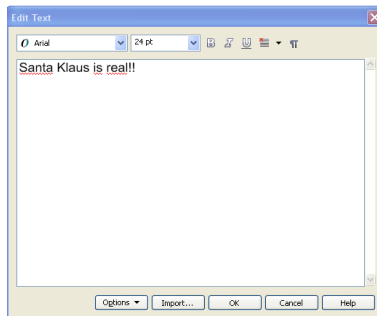 Edit Text
Arial 24 pt B I U
Santa Klaus is real!!
Options Import... OK Cancel Help